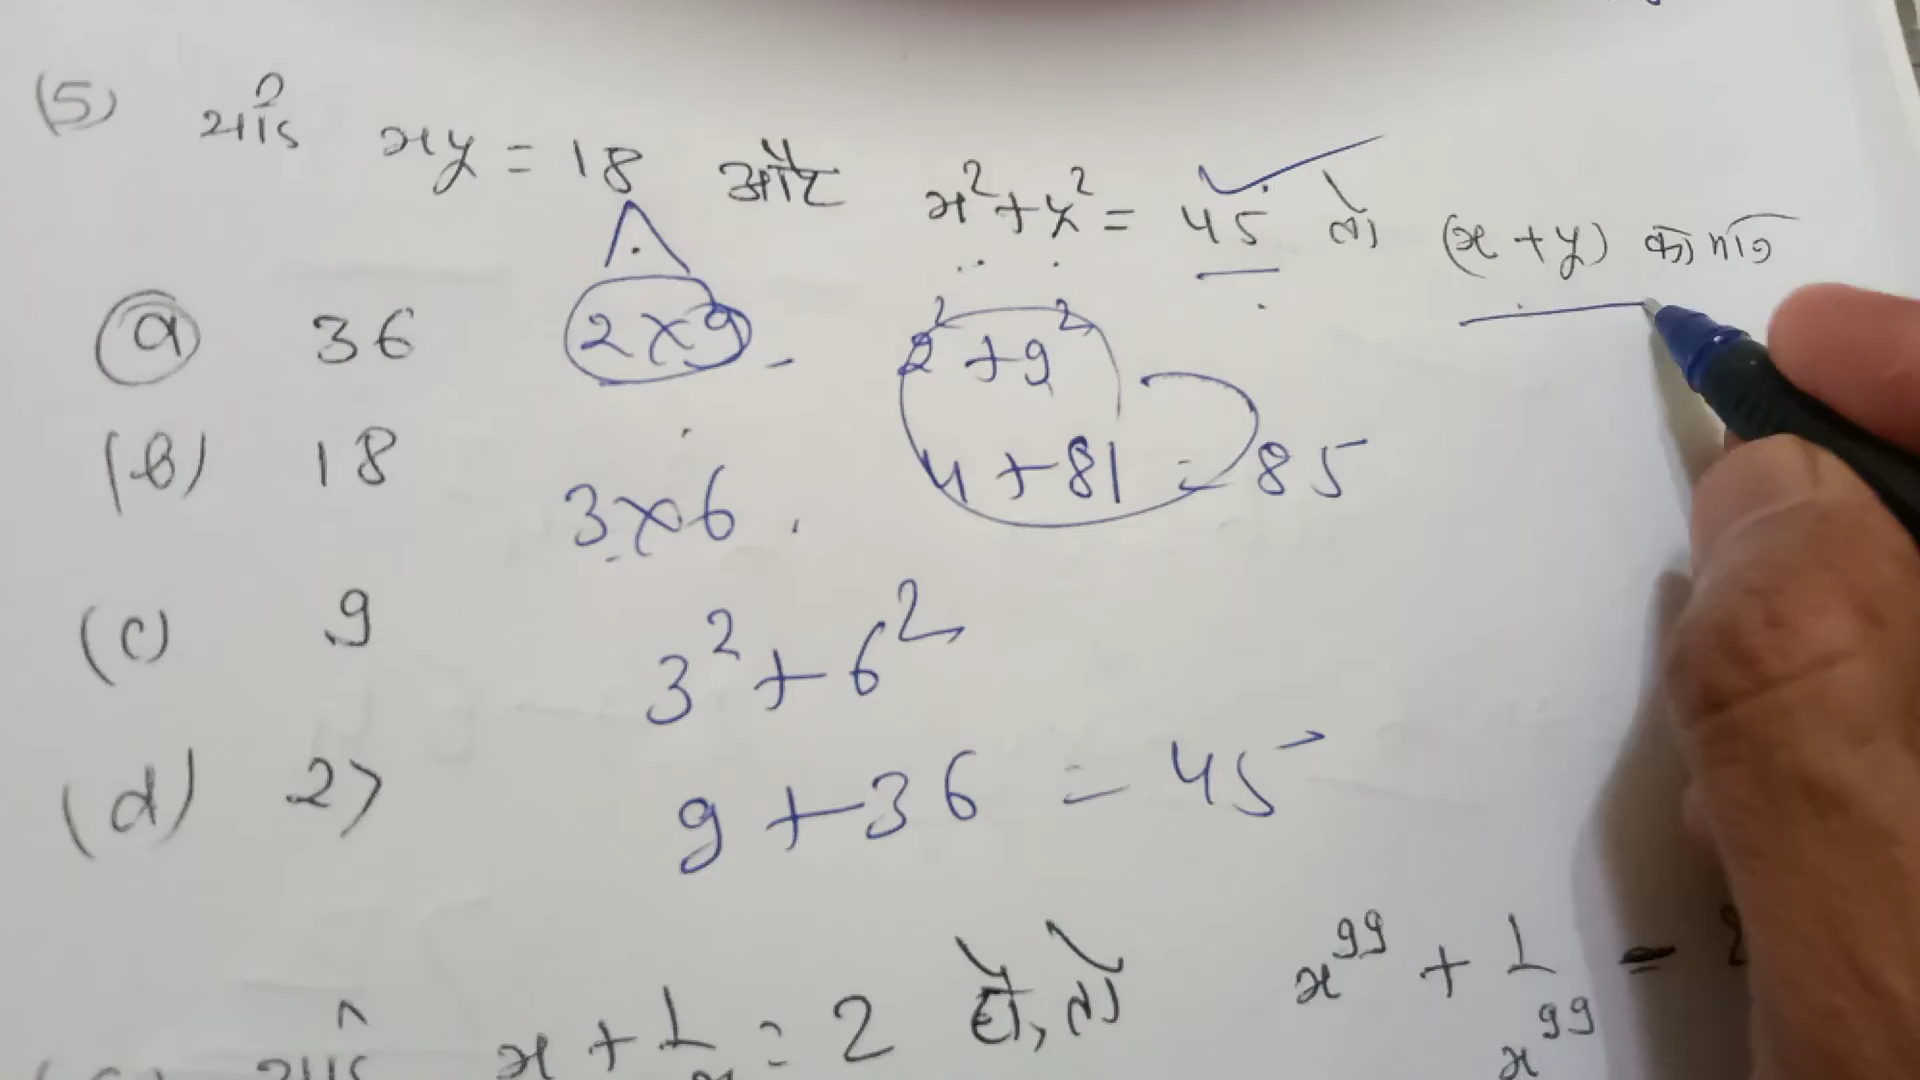 (5) यदि xy = 18 और x²+y² = 45 तो (x+y) का मान
(a) 36 2×9 2²+9²
4+81 = 85
(b) 18 3×6
(c) 9 3²+6²
(d) 27 9+36 = 45
यदि x + 1 = 2 हो, तो x⁹⁹ + 1
x⁹⁹